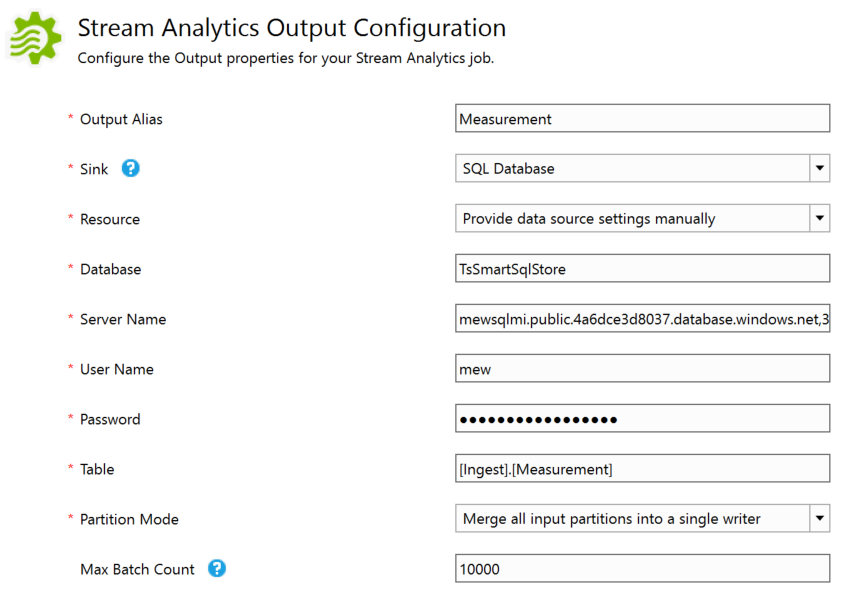 Stream Analytics Output Configuration
Configure the Output properties for your Stream Analytics job.
* Output Alias Measurement
* Sink ? SQL Database
* Resource Provide data source settings manually
* Database TsSmartSqlStore
* Server Name mewsqlmi.public.4a6dce3d8037.database.windows.net,3
* User Name mew
* Password ●●●●●●●●●●●●●●●●●
* Table [Ingest].[Measurement]
* Partition Mode Merge all input partitions into a single writer
Max Batch Count ? 10000